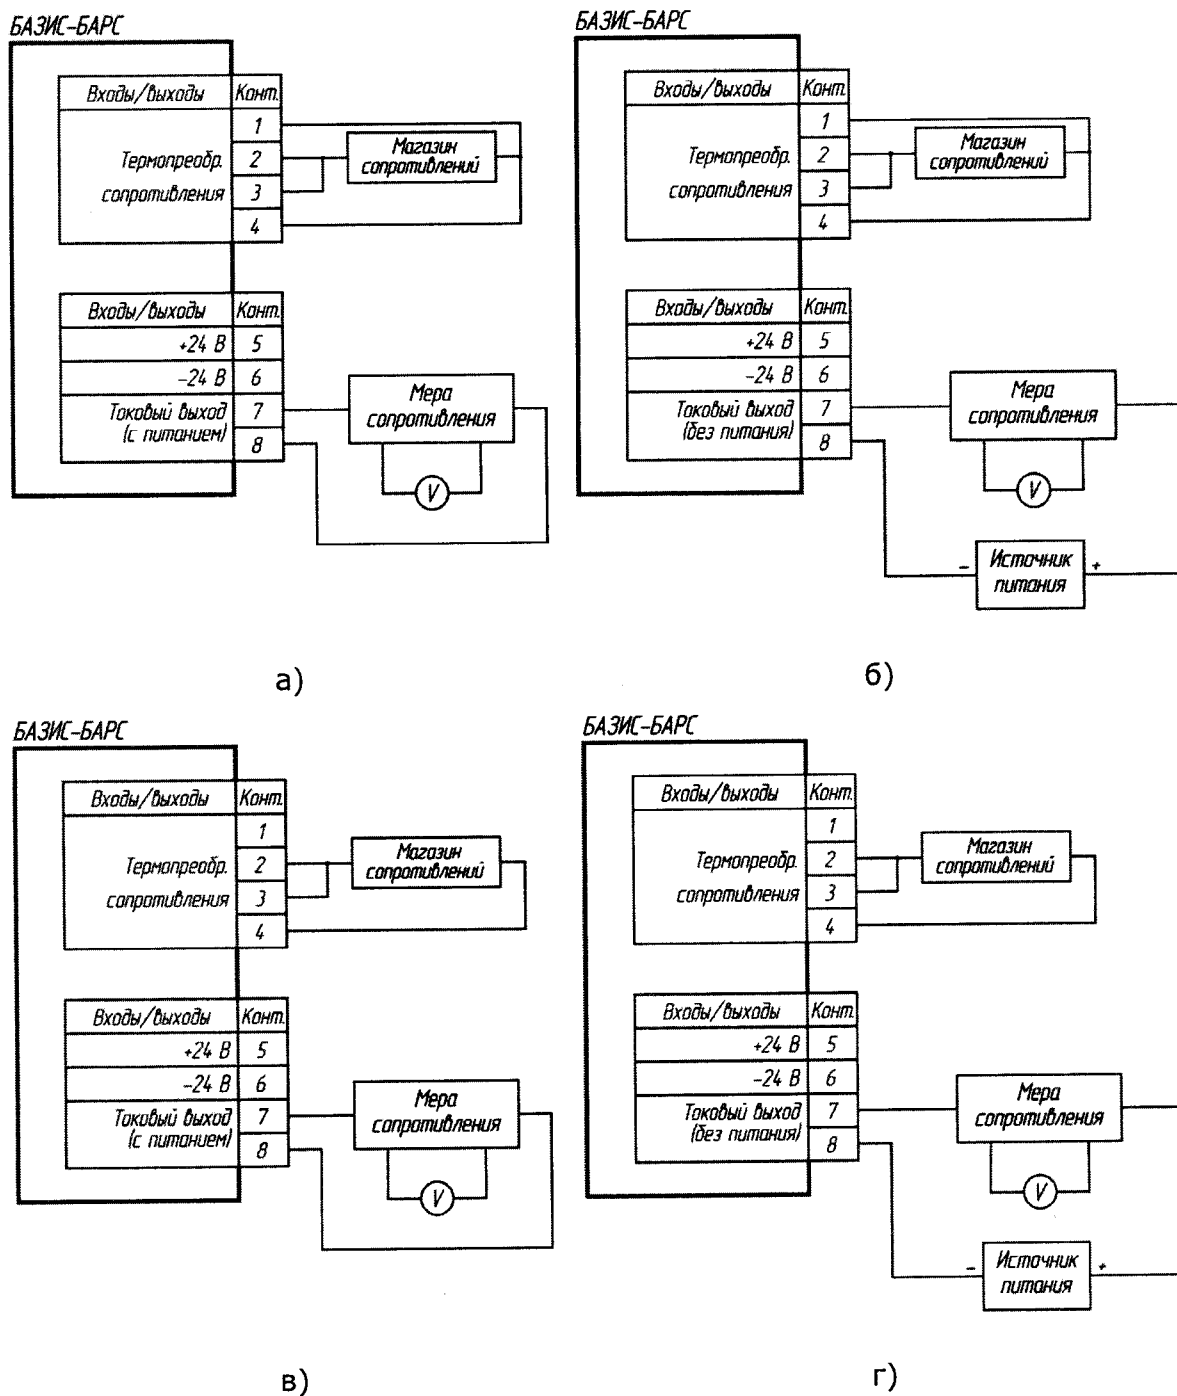 БАЗИС-БАРС
Входы/выходы Конт.
1
Термопреобр. 2
сопротивления 3
4
Магазин
сопротивлений
Входы/выходы Конт.
+24 В 5
-24 В 6
Токовый выход 7
(с питанием) 8
Мера
сопротивления
V
а)
БАЗИС-БАРС
Входы/выходы Конт.
1
Термопреобр. 2
сопротивления 3
4
Магазин
сопротивлений
Входы/выходы Конт.
+24 В 5
-24 В 6
Токовый выход 7
(без питания) 8
Мера
сопротивления
V
- Источник +
питания
б)
БАЗИС-БАРС
Входы/выходы Конт.
1
Термопреобр. 2
сопротивления 3
4
Магазин
сопротивлений
Входы/выходы Конт.
+24 В 5
-24 В 6
Токовый выход 7
(с питанием) 8
Мера
сопротивления
V
в)
БАЗИС-БАРС
Входы/выходы Конт.
1
Термопреобр. 2
сопротивления 3
4
Магазин
сопротивлений
Входы/выходы Конт.
+24 В 5
-24 В 6
Токовый выход 7
(без питания) 8
Мера
сопротивления
V
- Источник +
питания
г)